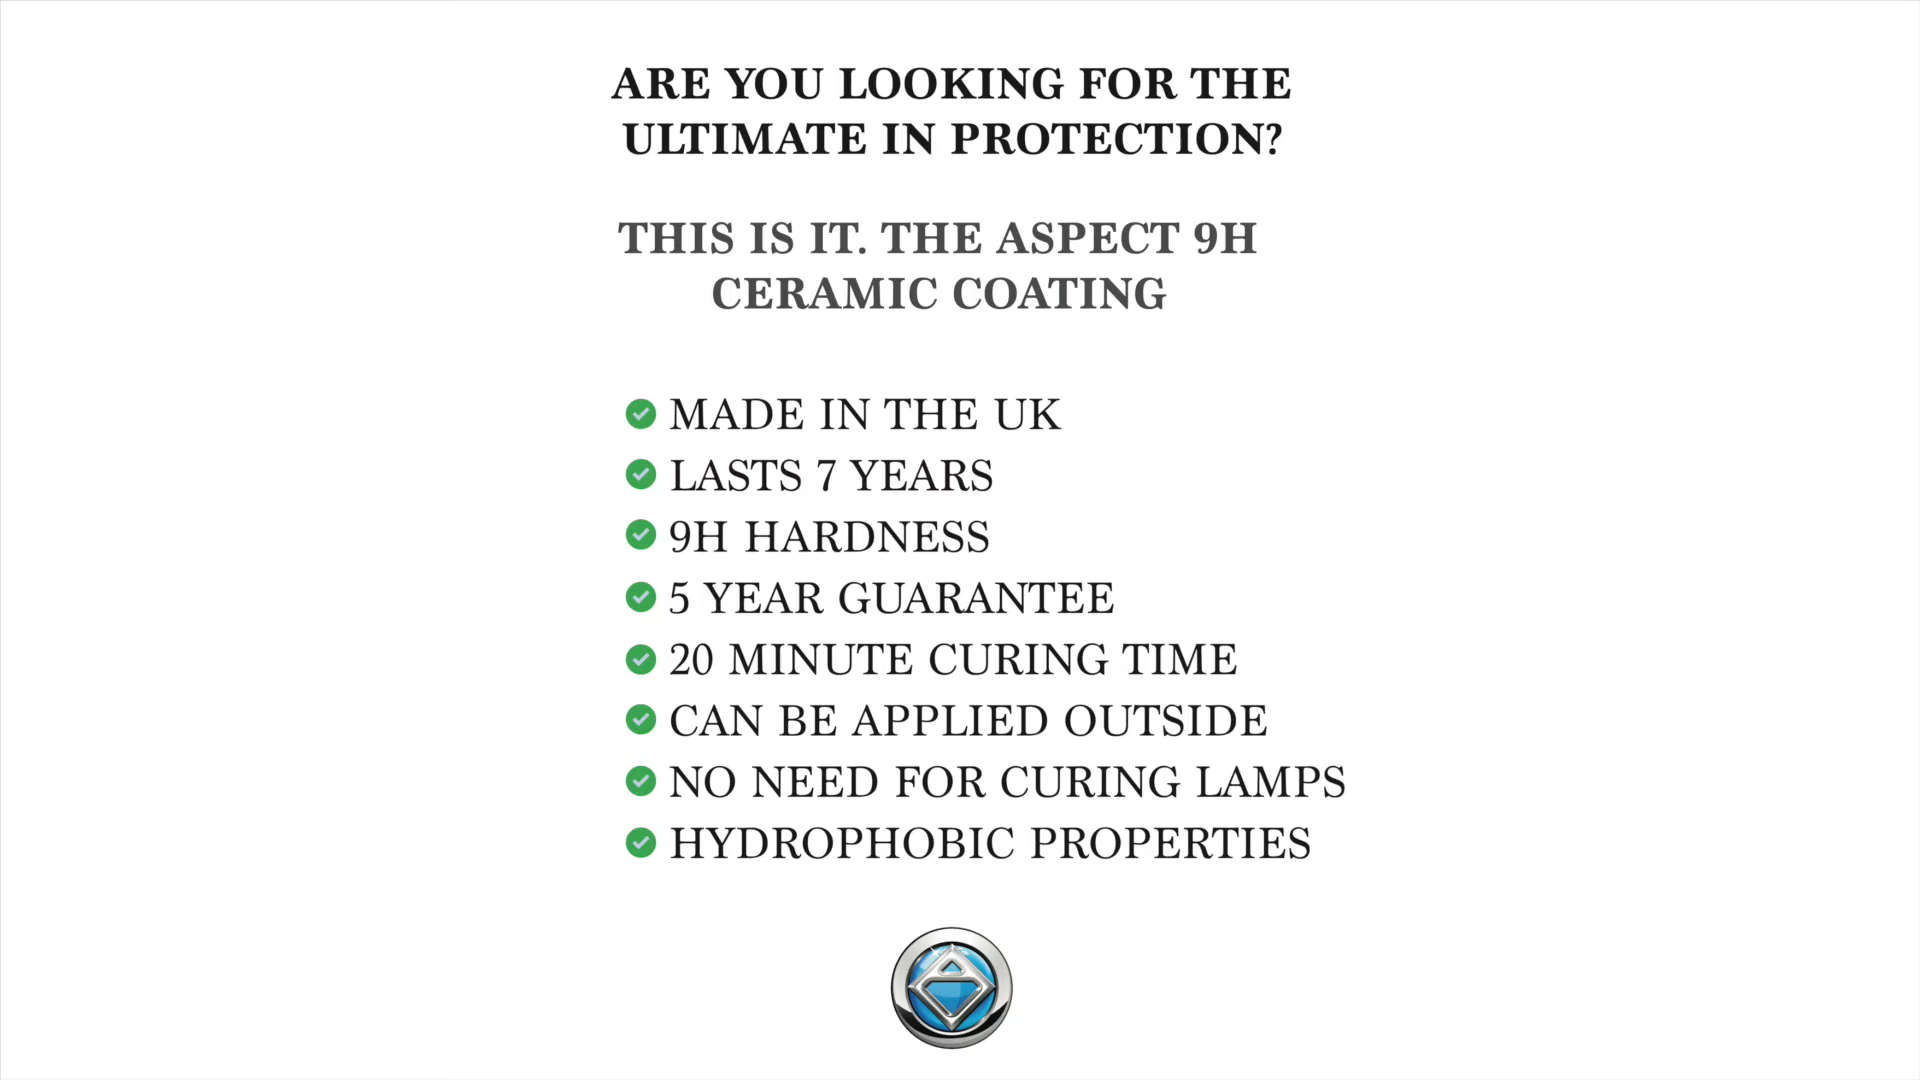 ARE YOU LOOKING FOR THE
ULTIMATE IN PROTECTION?
THIS IS IT. THE ASPECT 9H
CERAMIC COATING
MADE IN THE UK
LASTS 7 YEARS
9H HARDNESS
5 YEAR GUARANTEE
20 MINUTE CURING TIME
CAN BE APPLIED OUTSIDE
NO NEED FOR CURING LAMPS
HYDROPHOBIC PROPERTIES